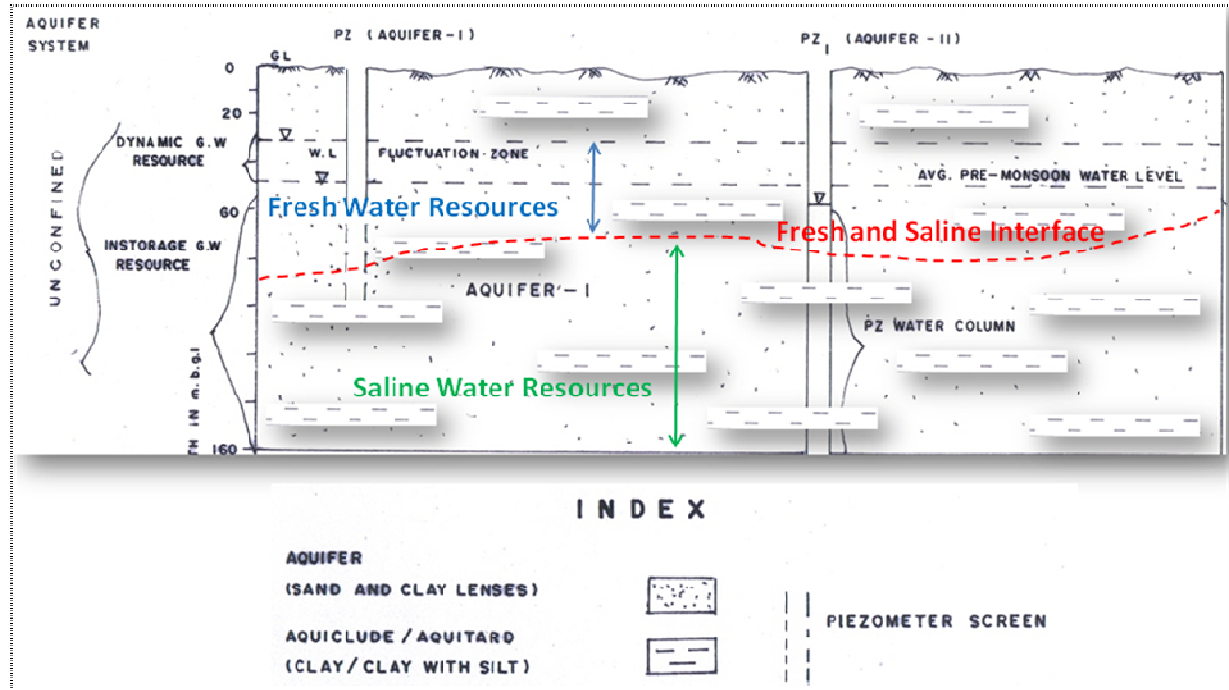 AQUIFER
SYSTEM
PZ (AQUIFER-I)
PZ I (AQUIFER-II)
GL
0
20
DYNAMIC G.W
RESOURCE
W.L
FLUCTUATION-ZONE
AVG. PRE-MONSOON WATER LEVEL
UNCONFINED
60
Fresh Water Resources
Fresh and Saline Interface
INSTORAGE G.W
RESOURCE
AQUIFER'-I
PZ WATER COLUMN
Saline Water Resources
TH IN m.b.g.l
160
INDEX
AQUIFER
(SAND AND CLAY LENSES)
PIEZOMETER SCREEN
AQUICLUDE/AQUITARD
(CLAY/CLAY WITH SILT)